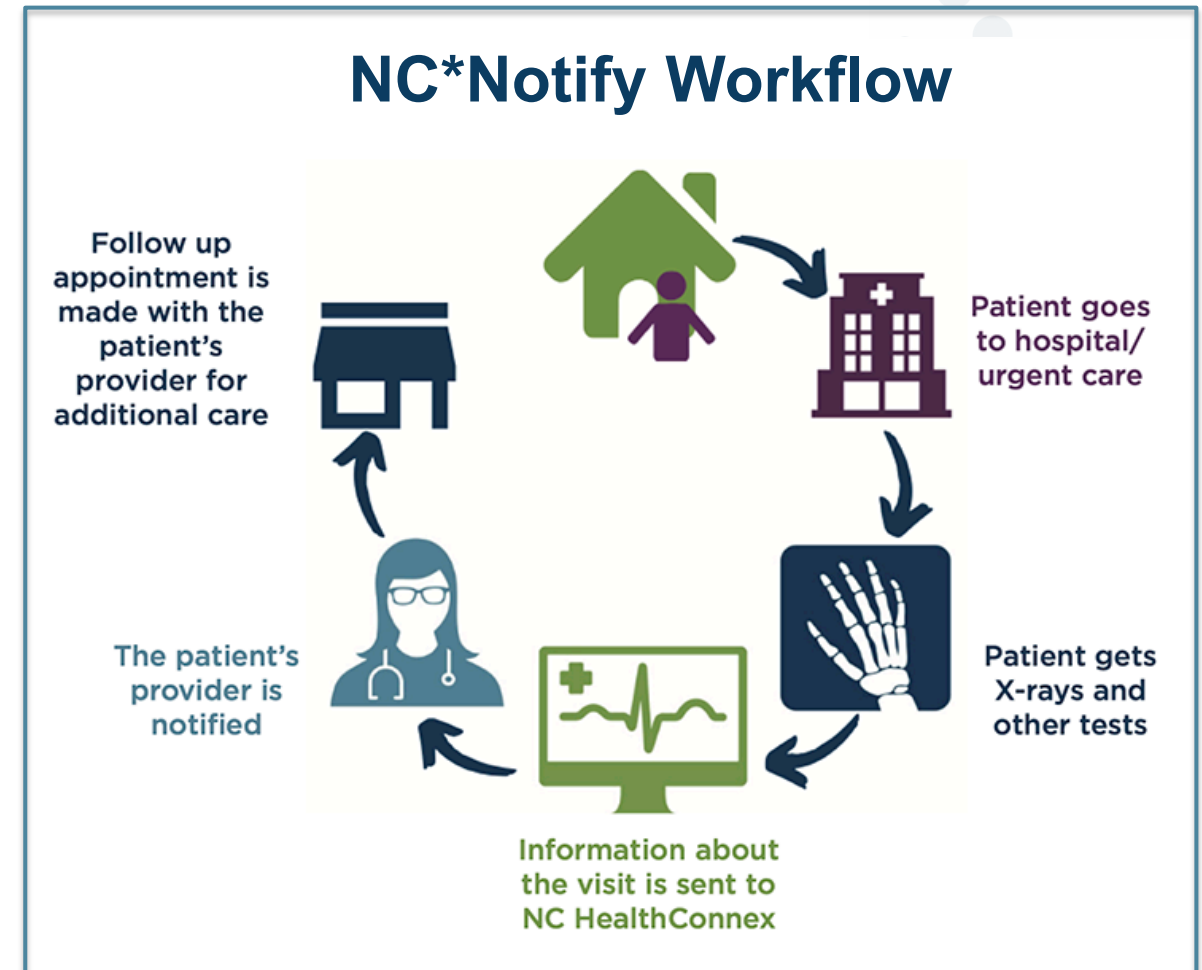 NC*Notify Workflow
Patient goes
to hospital/
urgent care
Patient gets
X-rays and
other tests
Information about
the visit is sent to
NC HealthConnex
The patient's
provider is
notified
Follow up
appointment is
made with the
patient's
provider for
additional care